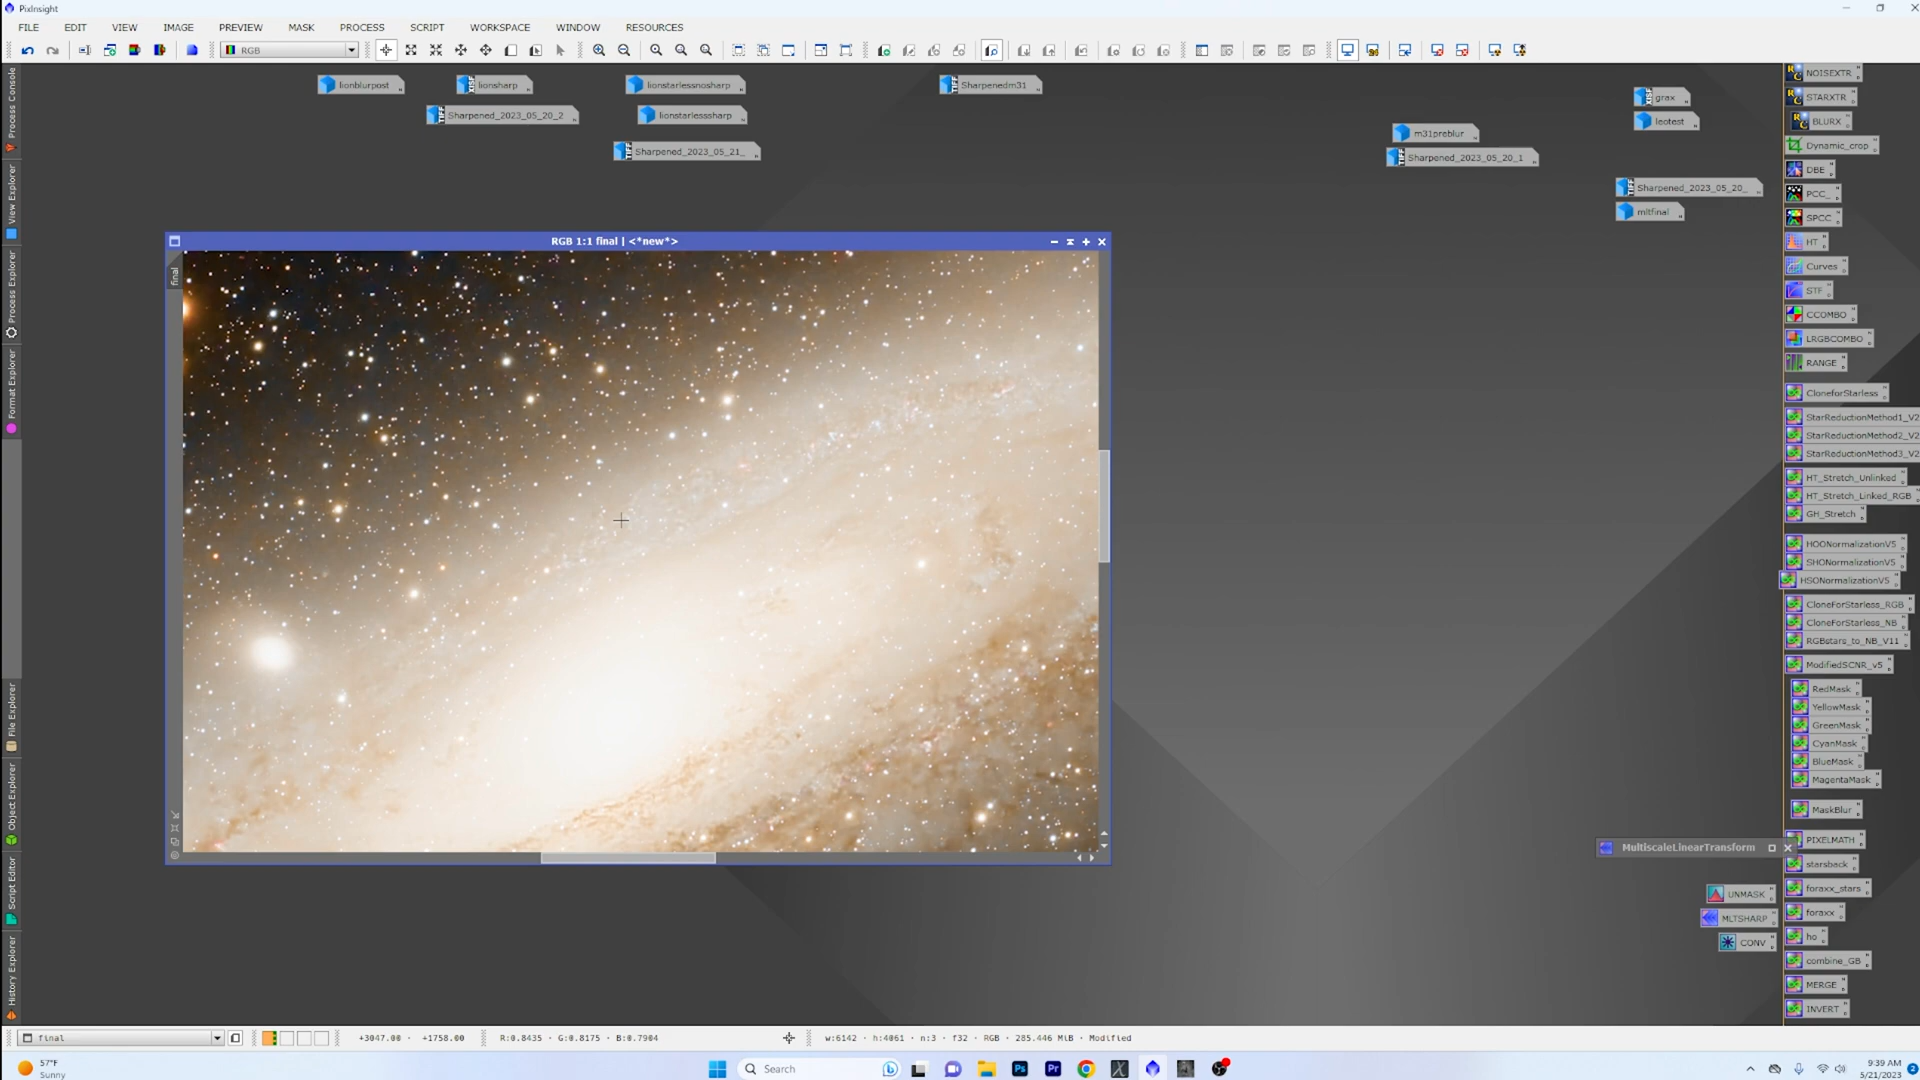 PixInsight
FILE EDIT VIEW IMAGE PREVIEW MASK PROCESS SCRIPT WORKSPACE WINDOW RESOURCES
RGB
Process Console
View Explorer
Process Explorer
Format Explorer
File Explorer
Object Explorer
Script Editor
History Explorer
lionblurpost
lionsharp
lionstarlessnosharp
Sharpenedm31
Sharpened_2023_05_20_2
lionstarlesssharp
Sharpened_2023_05_21_
grax
leotest
m31preblur
Sharpened_2023_05_20_1
Sharpened_2023_05_20_
mltfinal
RGB 1:1 final | <*new*>
final
NOISEXTR
STARXTR
BLURX
Dynamic_crop
DBE
PCC_
SPCC
HT
Curves
STF
CCOMBO
LRGBCOMBO
RANGE
CloneforStarless
StarReductionMethod1_V2
StarReductionMethod2_V2
StarReductionMethod3_V2
HT_Stretch_Unlinked
HT_Stretch_Linked_RGB
GH_Stretch
HOONormalizationV5
SHONormalizationV5
HSONormalizationV5
CloneForStarless_RGB
CloneForStarless_NB
RGBstars_to_NB_V11
ModifiedSCNR_v5
RedMask
YellowMask
GreenMask
CyanMask
BlueMask
MagentaMask
MaskBlur
PIXELMATH
starsback
foraxx_stars
foraxx
ho
combine_GB
MERGE
INVERT
MultiscaleLinearTransform
UNMASK
MLTSHARP
CONV
final
+3047.00 · +1758.00
R:0.8435 · G:0.8175 · B:0.7904
w:6142 · h:4061 · n:3 · f32 · RGB · 285.446 MiB · Modified
57°F
Sunny
Search
Ps
Pr
9:39 AM
5/21/2023
2